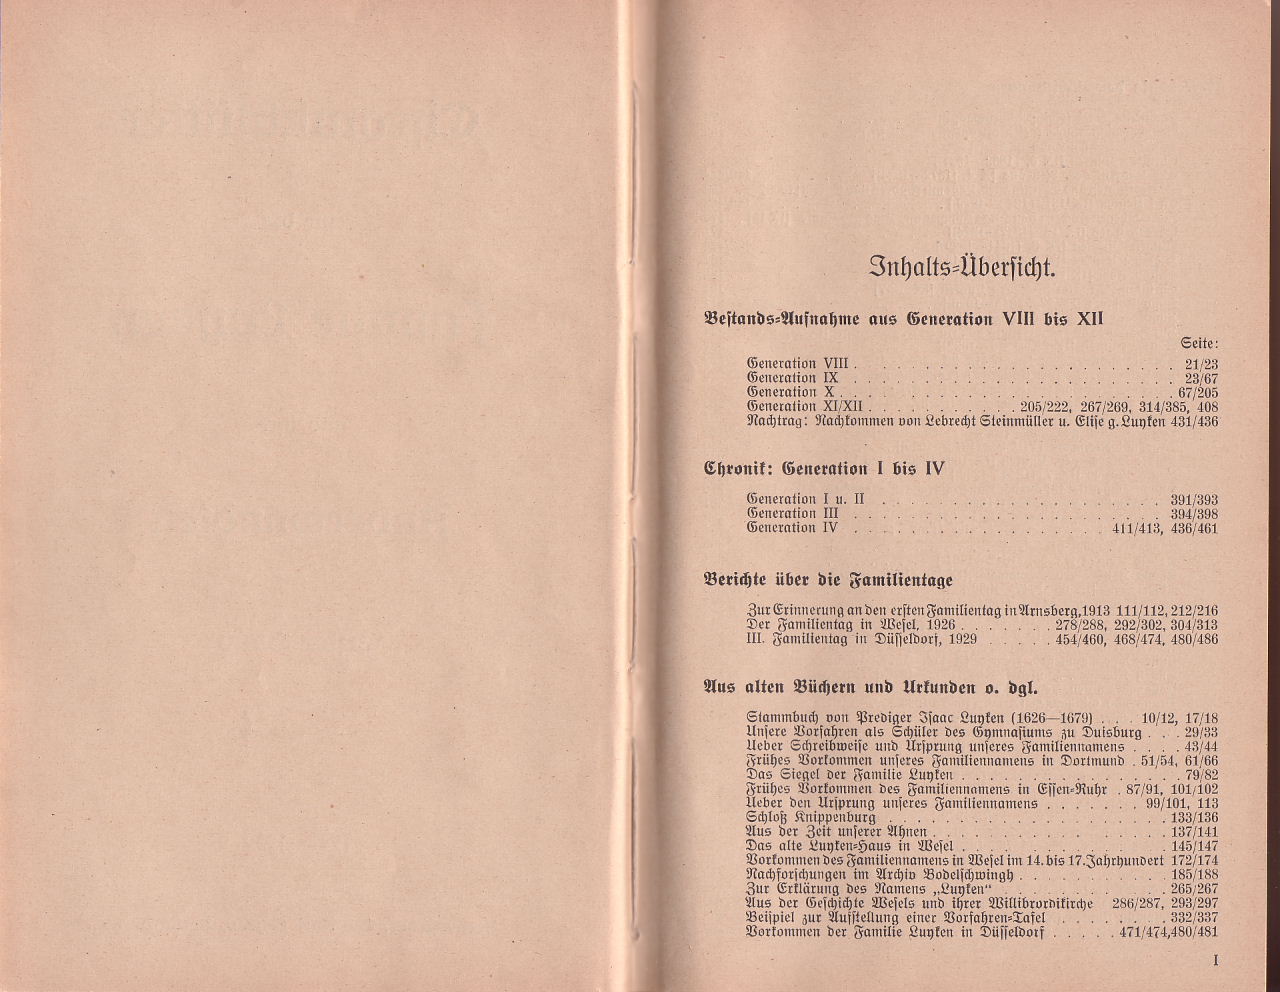 Inhalts-Übersicht.
Bestands-Aufnahme aus Generation VIII bis XII
Seite:
Generation VIII . . . . . . . . . . . . . . . . . . . . . . . 21/23
Generation IX . . . . . . . . . . . . . . . . . . . . . . . 23/67
Generation X . . . . . . . . . . . . . . . . . . . . . . . 67/205
Generation XI/XII . . . . . . . . . . . 205/222, 267/269, 314/385, 408
Nachtrag: Nachkommen von Lebrecht Steinmüller u. Elise g. Luyken 431/436
Chronik: Generation I bis IV
Generation I u. II . . . . . . . . . . . . . . . . . . . . 391/393
Generation III . . . . . . . . . . . . . . . . . . . . . . 394/398
Generation IV . . . . . . . . . . . . . . . . . . 411/413, 436/461
Berichte über die Familientage
Zur Erinnerung an den ersten Familientag in Arnsberg, 1913 111/112, 212/216
Der Familientag in Wesel, 1926 . . . . . . . 278/288, 292/302, 304/313
III. Familientag in Düsseldorf, 1929 . . . . . 454/460, 468/474, 480/486
Aus alten Büchern und Urkunden o. dgl.
Stammbuch von Prediger Isaac Luyken (1626—1679) . . . 10/12, 17/18
Unsere Vorfahren als Schüler des Gymnasiums zu Duisburg . . . 29/33
Ueber Schreibweise und Ursprung unseres Familiennamens . . . . 43/44
Frühes Vorkommen unseres Familiennamens in Dortmund . 51/54, 61/66
Das Siegel der Familie Luyken . . . . . . . . . . . . . . . . 79/82
Frühes Vorkommen des Familiennamens in Essen-Ruhr . 87/91, 101/102
Ueber den Ursprung unseres Familiennamens . . . . . . . 99/101, 113
Schloß Knippenburg . . . . . . . . . . . . . . . . . . . . 133/136
Aus der Zeit unserer Ahnen . . . . . . . . . . . . . . . . . 137/141
Das alte Luyken-Haus in Wesel . . . . . . . . . . . . . . . 145/147
Vorkommen des Familiennamens in Wesel im 14. bis 17. Jahrhundert 172/174
Nachforschungen im Archiv Bodelschwingh . . . . . . . . . . . 185/188
Zur Erklärung des Namens „Luyken“ . . . . . . . . . . . . 265/267
Aus der Geschichte Wesels und ihrer Willibrordikirche 286/287, 293/297
Beispiel zur Aufstellung einer Vorfahren-Tafel . . . . . . . . 332/337
Vorkommen der Familie Luyken in Düsseldorf . . . . . 471/474,480/481
I